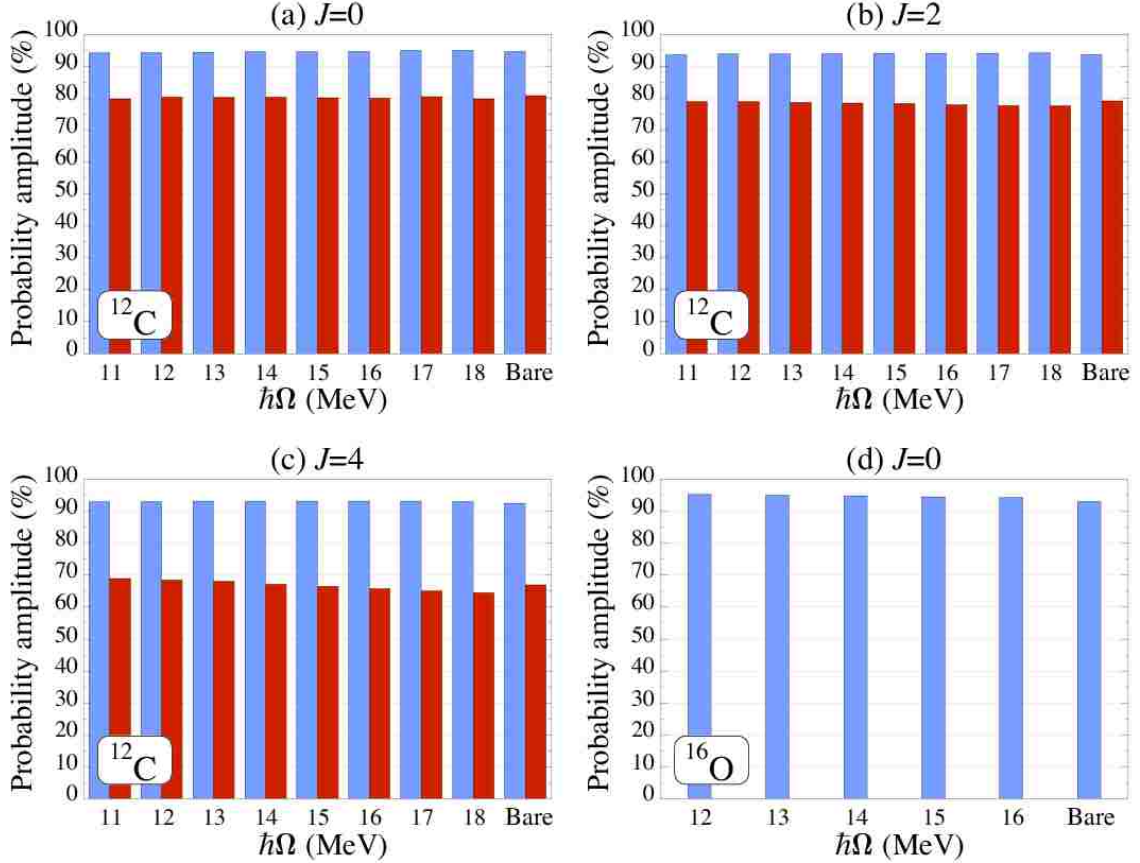 (a) J=0
Probability amplitude (%)
100
90
80
70
60
50
40
30
20
10
0
¹²C
11 12 13 14 15 16 17 18 Bare
ℏΩ (MeV)
(b) J=2
Probability amplitude (%)
100
90
80
70
60
50
40
30
20
10
0
¹²C
11 12 13 14 15 16 17 18 Bare
ℏΩ (MeV)
(c) J=4
Probability amplitude (%)
100
90
80
70
60
50
40
30
20
10
0
¹²C
11 12 13 14 15 16 17 18 Bare
ℏΩ (MeV)
(d) J=0
Probability amplitude (%)
100
90
80
70
60
50
40
30
20
10
0
¹⁶O
12 13 14 15 16 Bare
ℏΩ (MeV)